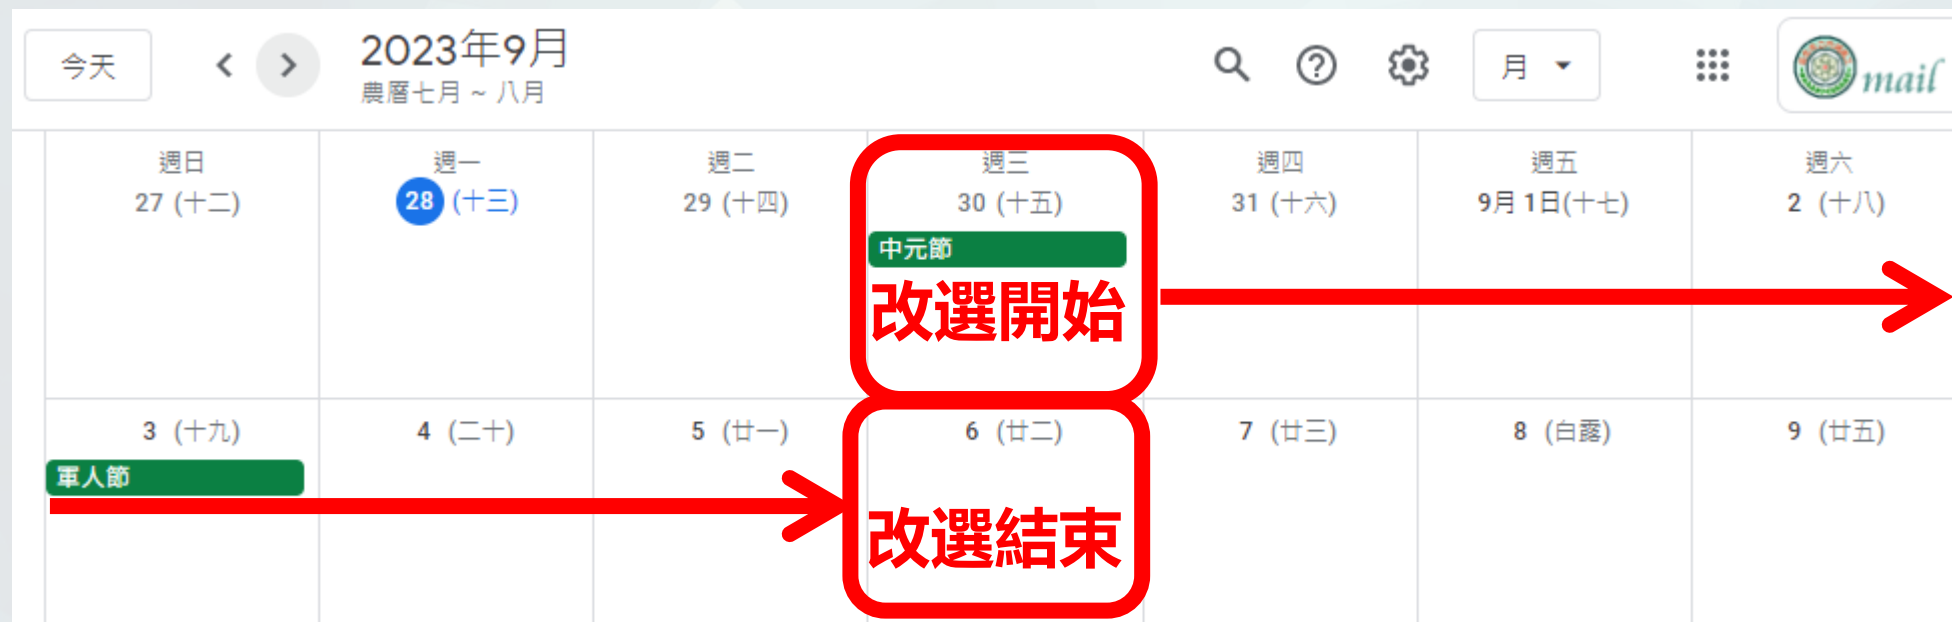 今天
2023年9月
農曆七月 ~ 八月
月
mail
週日 週一 週二 週三 週四 週五 週六
27 (十二) 28 (十三) 29 (十四) 30 (十五) 31 (十六) 9月 1日(十七) 2 (十八)
中元節
改選開始
3 (十九) 4 (二十) 5 (廿一) 6 (廿二) 7 (廿三) 8 (白露) 9 (廿五)
軍人節
改選結束